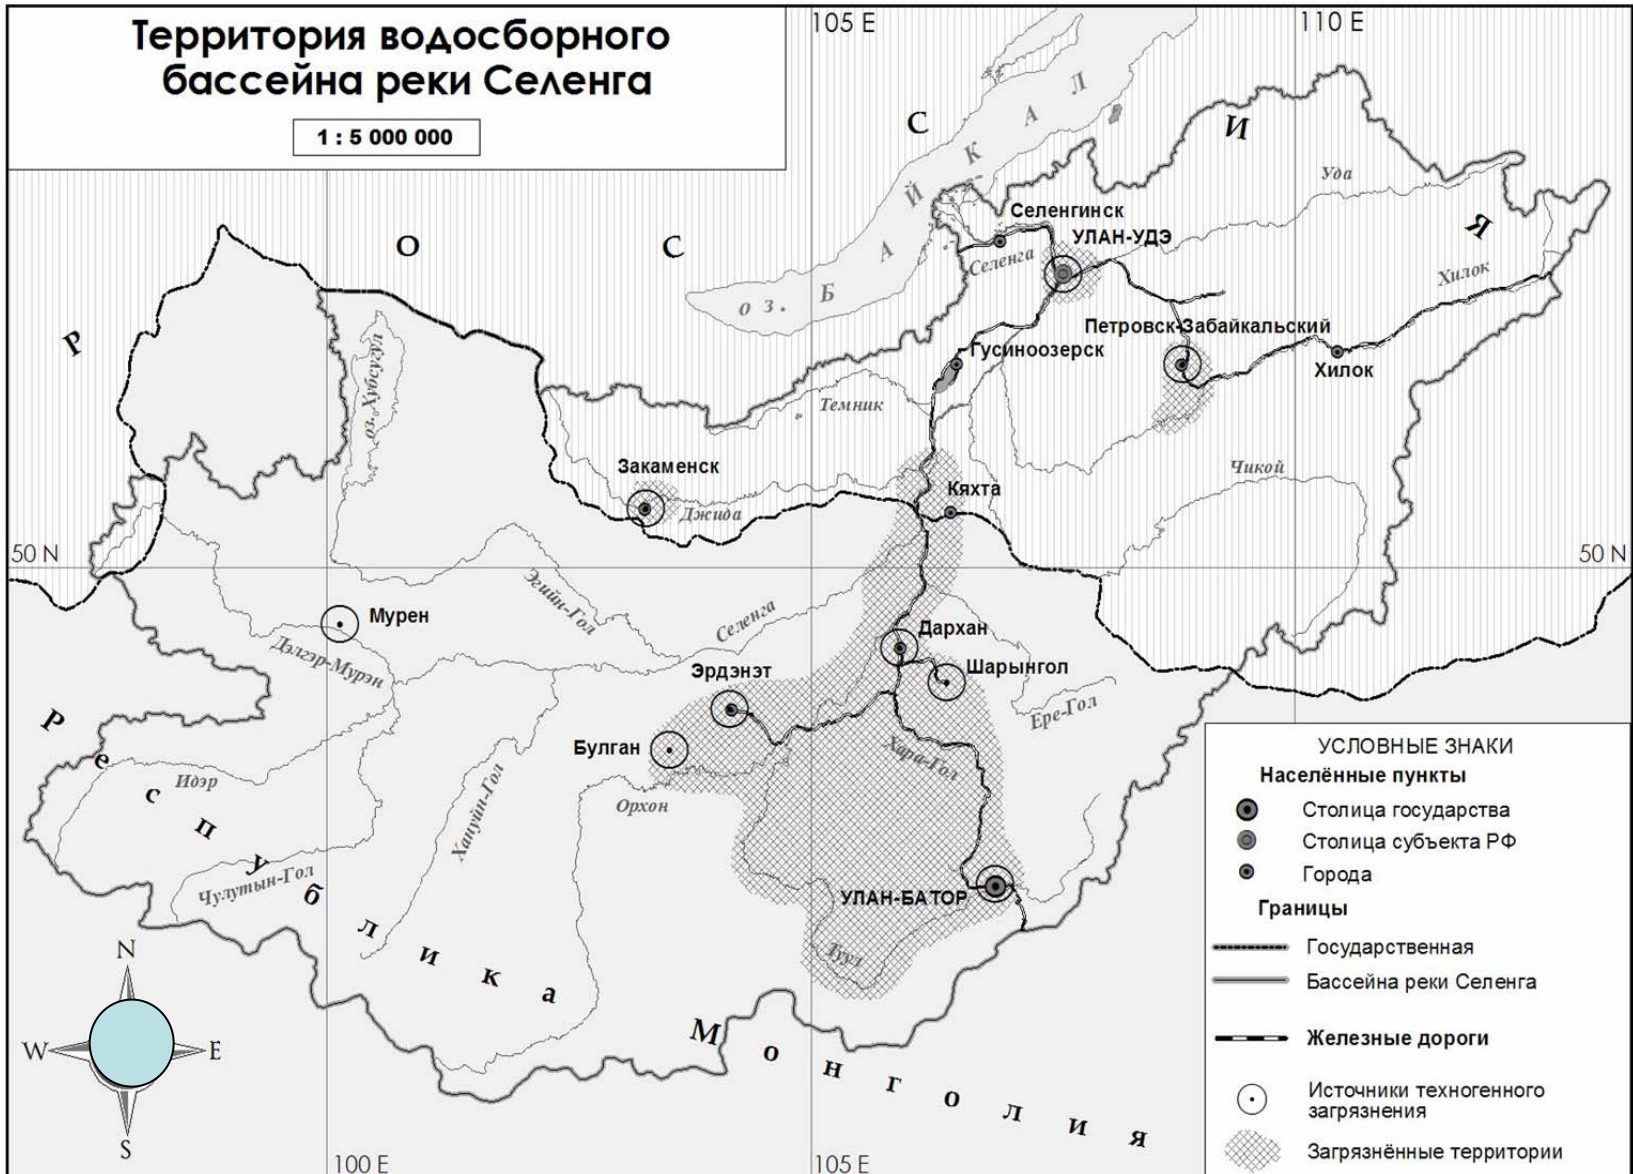 Территория водосборного
бассейна реки Селенга
1 : 5 000 000
105 E
110 E
Р О С С И Я
оз. БАЙКАЛ
Уда
Селенгинск
УЛАН-УДЭ
Селенга
Хилок
Петровск-Забайкальский
Гусиноозерск
Хилок
оз. Хубсугул
Темник
Закаменск
Кяхта
Чикой
Джида
50 N
50 N
Эгийн-Гол
Мурен
Селенга
Дархан
Дэлгэр-Мурэн
Эрдэнэт
Шарынгол
Ере-Гол
Булган
Хара-Гол
Идэр
Орхон
Хануйн-Гол
Чулутын-Гол
УЛАН-БАТОР
Туул
Республика
Монголия
N
W
E
S
100 E
105 E
УСЛОВНЫЕ ЗНАКИ
Населённые пункты
Столица государства
Столица субъекта РФ
Города
Границы
Государственная
Бассейна реки Селенга
Железные дороги
Источники техногенного
загрязнения
Загрязнённые территории